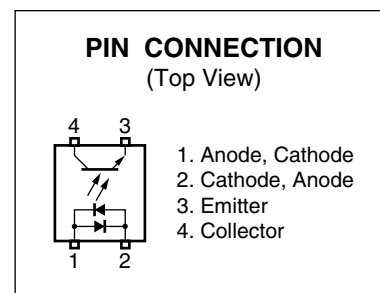 PIN CONNECTION
(Top View)
4 3
1. Anode, Cathode
2. Cathode, Anode
3. Emitter
4. Collector
1 2